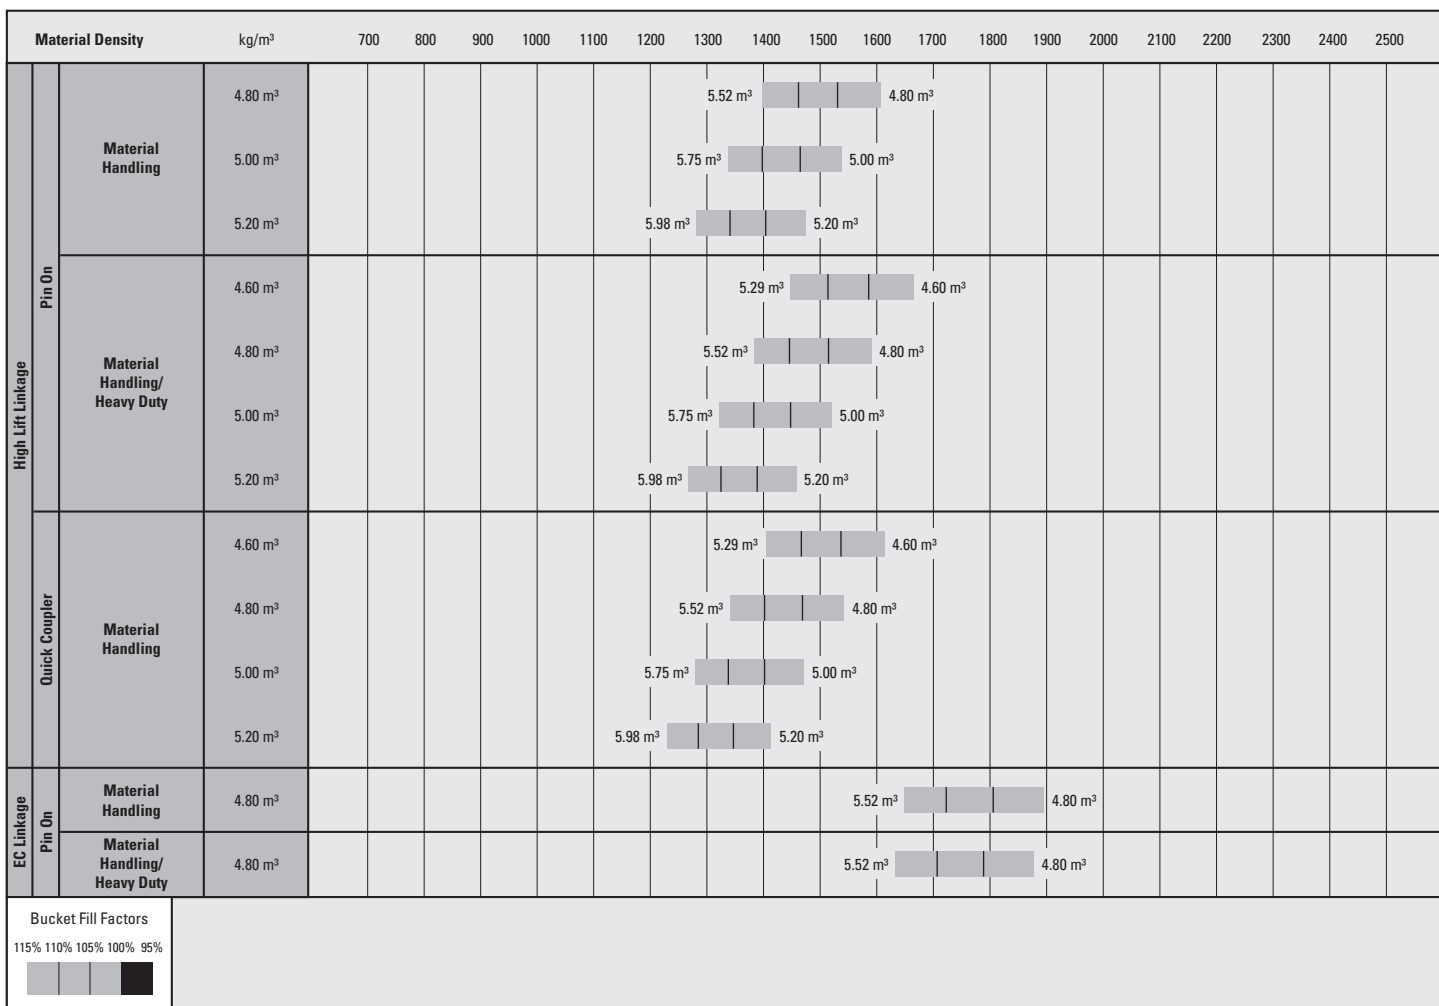 Material Density kg/m³ 700 800 900 1000 1100 1200 1300 1400 1500 1600 1700 1800 1900 2000 2100 2200 2300 2400 2500
High Lift Linkage
Pin On
Material
Handling
4.80 m³ 5.52 m³ 4.80 m³
5.00 m³ 5.75 m³ 5.00 m³
5.20 m³ 5.98 m³ 5.20 m³
Material
Handling/
Heavy Duty
4.60 m³ 5.29 m³ 4.60 m³
4.80 m³ 5.52 m³ 4.80 m³
5.00 m³ 5.75 m³ 5.00 m³
5.20 m³ 5.98 m³ 5.20 m³
Quick Coupler
Material
Handling
4.60 m³ 5.29 m³ 4.60 m³
4.80 m³ 5.52 m³ 4.80 m³
5.00 m³ 5.75 m³ 5.00 m³
5.20 m³ 5.98 m³ 5.20 m³
EC Linkage
Pin On
Material
Handling
4.80 m³ 5.52 m³ 4.80 m³
Material
Handling/
Heavy Duty
4.80 m³ 5.52 m³ 4.80 m³
Bucket Fill Factors
115% 110% 105% 100% 95%